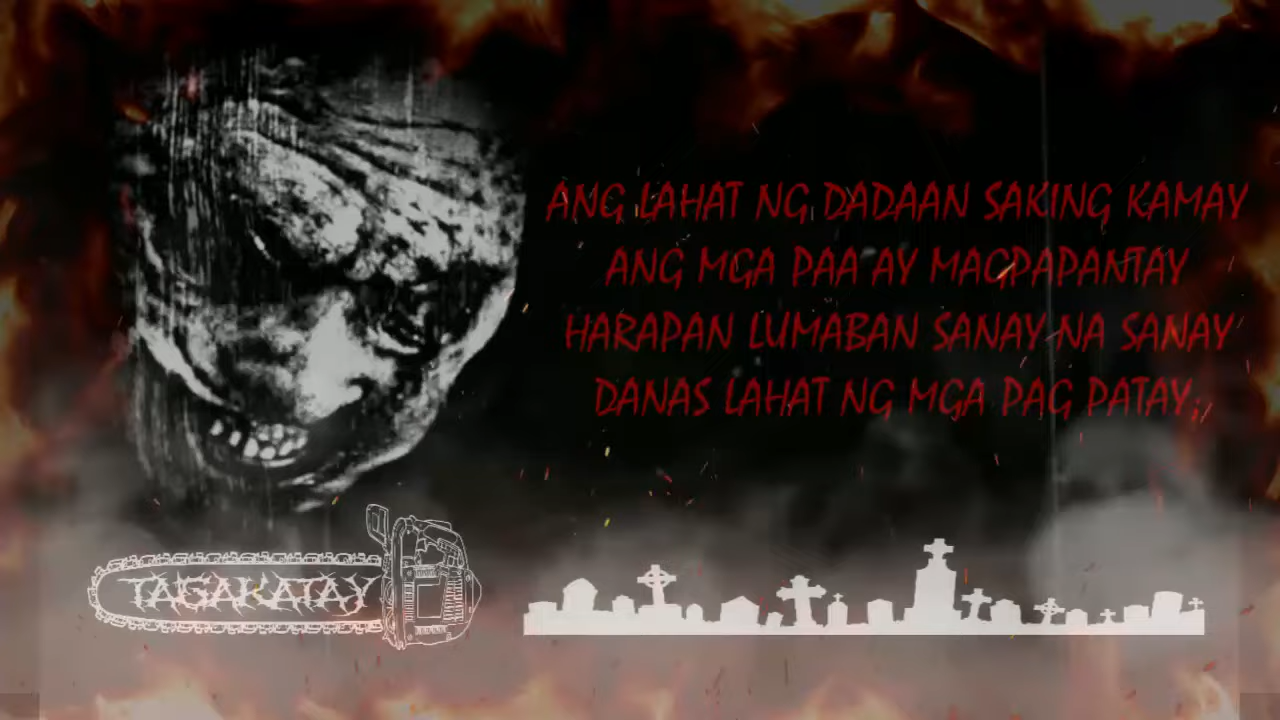 ANG LAHAT NG DADAAN SAKING KAMAY
ANG MGA PAA AY MAGPAPANTAY
HARAPAN LUMABAN SANAY NA SANAY
DANAS LAHAT NG MGA PAG PATAY;
TAGAKATAY